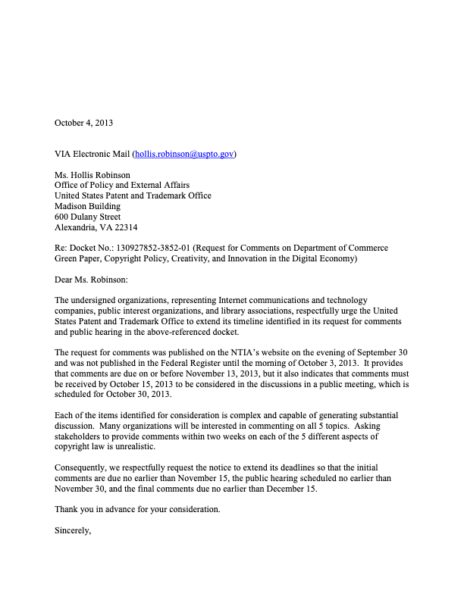 October 4, 2013
VIA Electronic Mail (hollis.robinson@uspto.gov)
Ms. Hollis Robinson
Office of Policy and External Affairs
United States Patent and Trademark Office
Madison Building
600 Dulany Street
Alexandria, VA 22314
Re: Docket No.: 130927852-3852-01 (Request for Comments on Department of Commerce
Green Paper, Copyright Policy, Creativity, and Innovation in the Digital Economy)
Dear Ms. Robinson:
The undersigned organizations, representing Internet communications and technology
companies, public interest organizations, and library associations, respectfully urge the United
States Patent and Trademark Office to extend its timeline identified in its request for comments
and public hearing in the above-referenced docket.
The request for comments was published on the NTIA's website on the evening of September 30
and was not published in the Federal Register until the morning of October 3, 2013.  It provides
that comments are due on or before November 13, 2013, but it also indicates that comments must
be received by October 15, 2013 to be considered in the discussions in a public meeting, which is
scheduled for October 30, 2013.
Each of the items identified for consideration is complex and capable of generating substantial
discussion.  Many organizations will be interested in commenting on all 5 topics.  Asking
stakeholders to provide comments within two weeks on each of the 5 different aspects of
copyright law is unrealistic.
Consequently, we respectfully request the notice to extend its deadlines so that the initial
comments are due no earlier than November 15, the public hearing scheduled no earlier than
November 30, and the final comments due no earlier than December 15.
Thank you in advance for your consideration.
Sincerely,